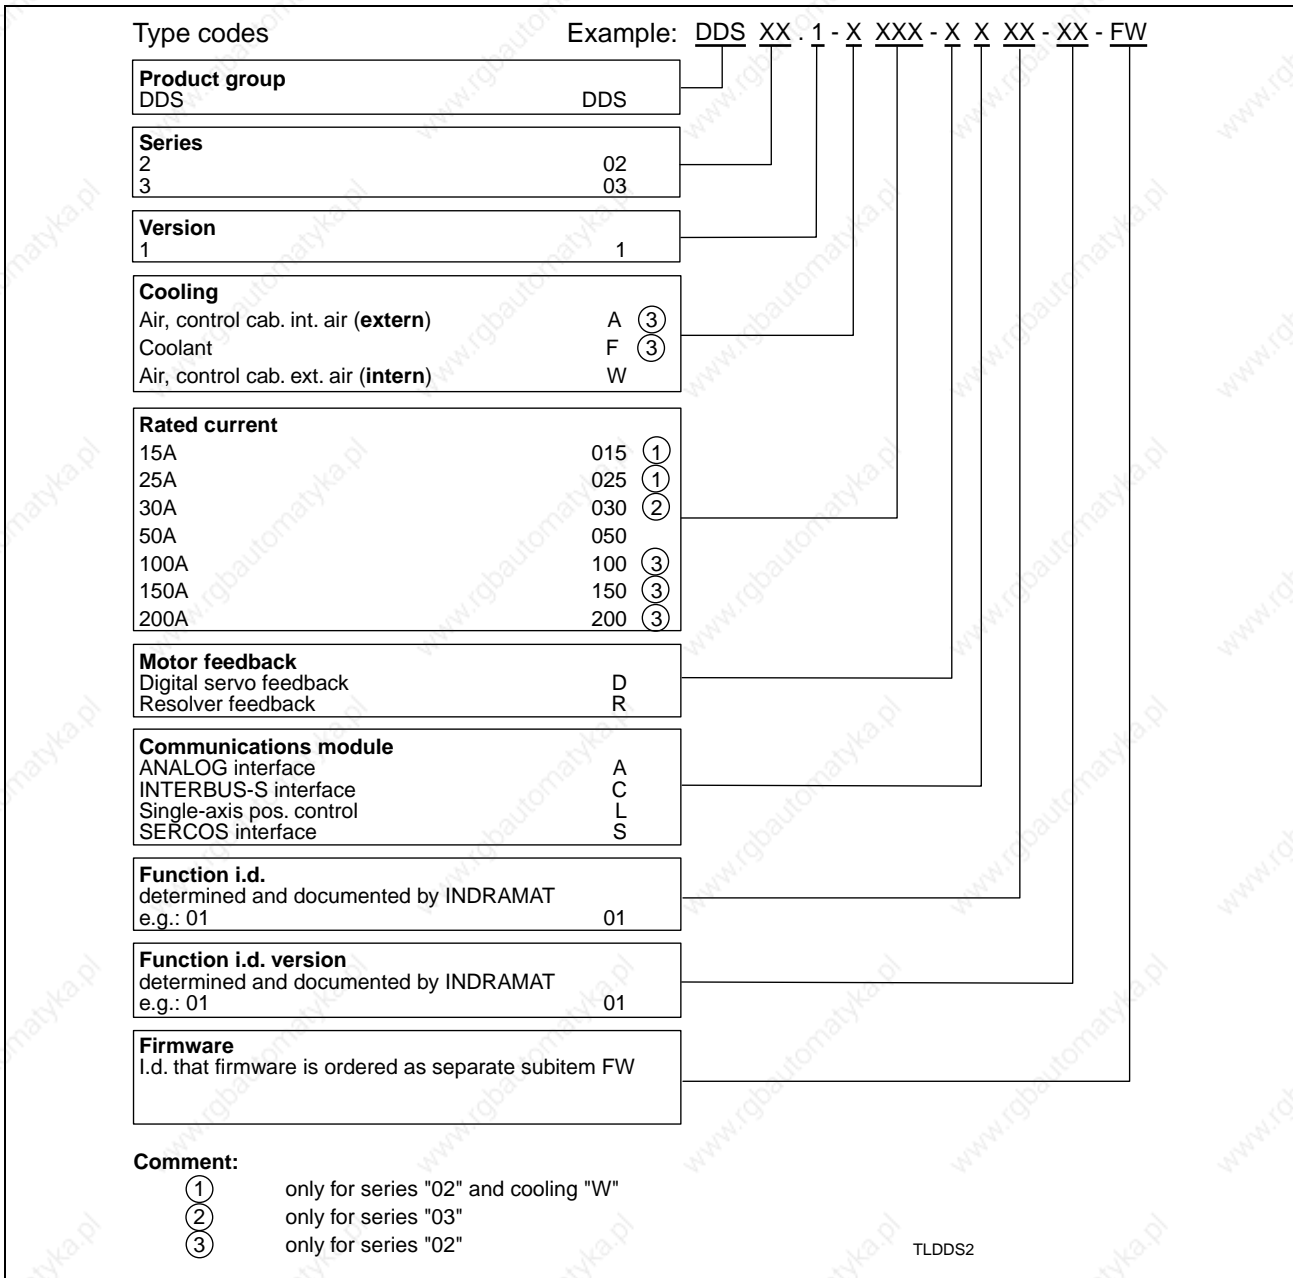 Type codes Example: DDS XX . 1 - X XXX - X X XX - XX - FW
Product group
DDS DDS
Series
2 02
3 03
Version
1 1
Cooling
Air, control cab. int. air (extern) A ③
Coolant F ③
Air, control cab. ext. air (intern) W
Rated current
15A 015 ①
25A 025 ①
30A 030 ②
50A 050
100A 100 ③
150A 150 ③
200A 200 ③
Motor feedback
Digital servo feedback D
Resolver feedback R
Communications module
ANALOG interface A
INTERBUS-S interface C
Single-axis pos. control L
SERCOS interface S
Function i.d.
determined and documented by INDRAMAT
e.g.: 01 01
Function i.d. version
determined and documented by INDRAMAT
e.g.: 01 01
Firmware
I.d. that firmware is ordered as separate subitem FW
Comment:
① only for series "02" and cooling "W"
② only for series "03"
③ only for series "02"
TLDDS2
www.rgbautomatyka.pl